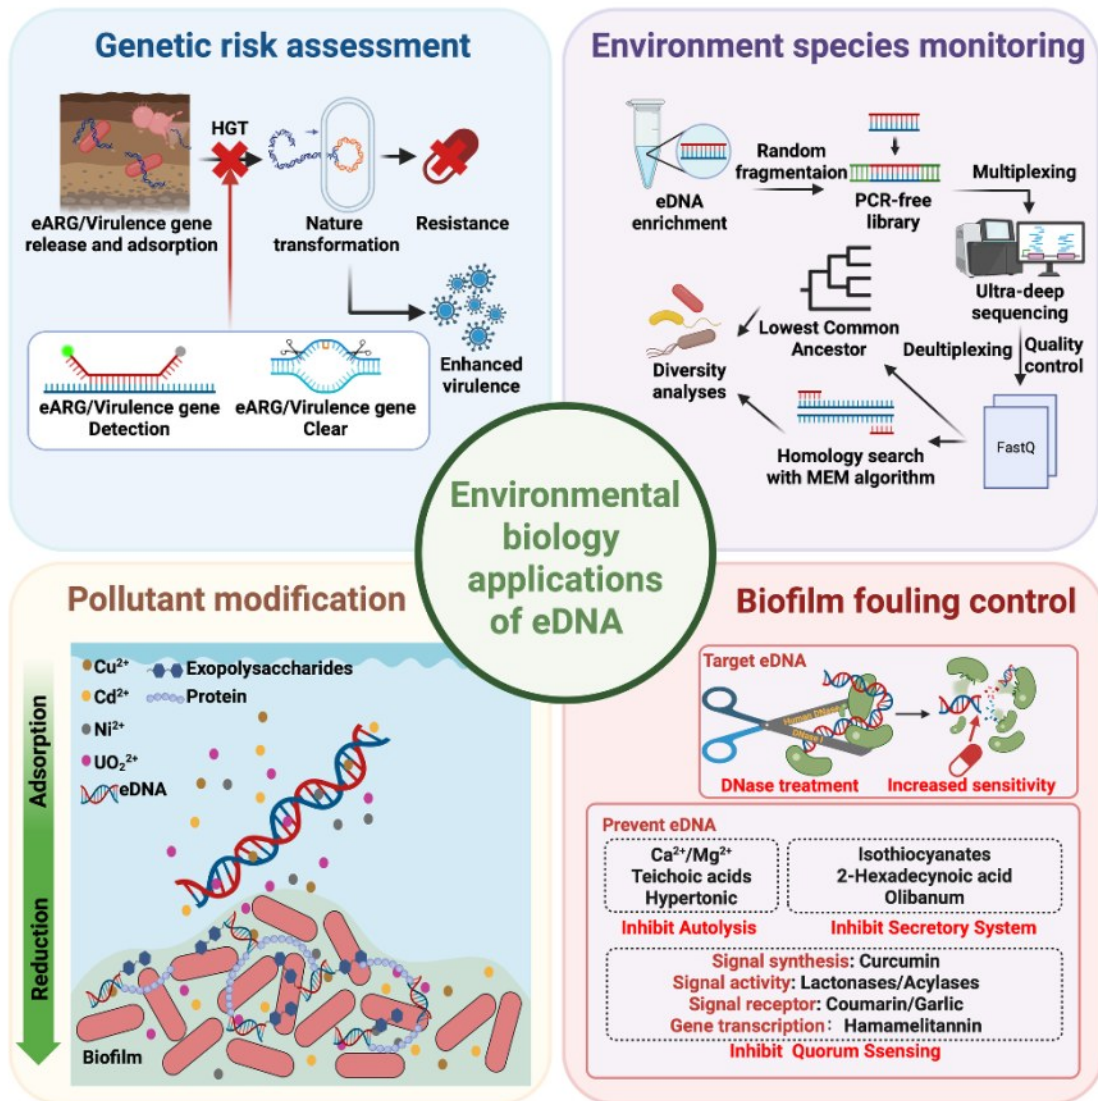 Genetic risk assessment
HGT
eARG/Virulence gene
release and adsorption
Nature
transformation
Resistance
Enhanced
virulence
eARG/Virulence gene
Detection
eARG/Virulence gene
Clear
Environment species monitoring
eDNA
enrichment
Random
fragmentaion
PCR-free
library
Multiplexing
Ultra-deep
sequencing
Deultiplexing
Quality
control
FastQ
Lowest Common
Ancestor
Homology search
with MEM algorithm
Diversity
analyses
Environmental
biology
applications
of eDNA
Pollutant modification
Adsorption
Reduction
Cu²⁺
Exopolysaccharides
Cd²⁺
Protein
Ni²⁺
UO₂²⁺
eDNA
Biofilm
Biofilm fouling control
Target eDNA
Human DNase
DNase I
DNase treatment
Increased sensitivity
Prevent eDNA
Ca²⁺/Mg²⁺
Teichoic acids
Hypertonic
Inhibit Autolysis
Isothiocyanates
2-Hexadecynoic acid
Olibanum
Inhibit Secretory System
Signal synthesis: Curcumin
Signal activity: Lactonases/Acylases
Signal receptor: Coumarin/Garlic
Gene transcription: Hamamelitannin
Inhibit Quorum Ssensing